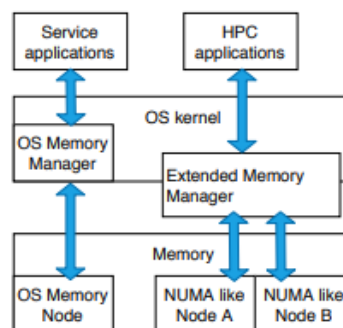 Service
applications
HPC
applications
OS kernel
OS Memory
Manager
Extended Memory
Manager
Memory
OS Memory
Node
NUMA like
Node A
NUMA like
Node B